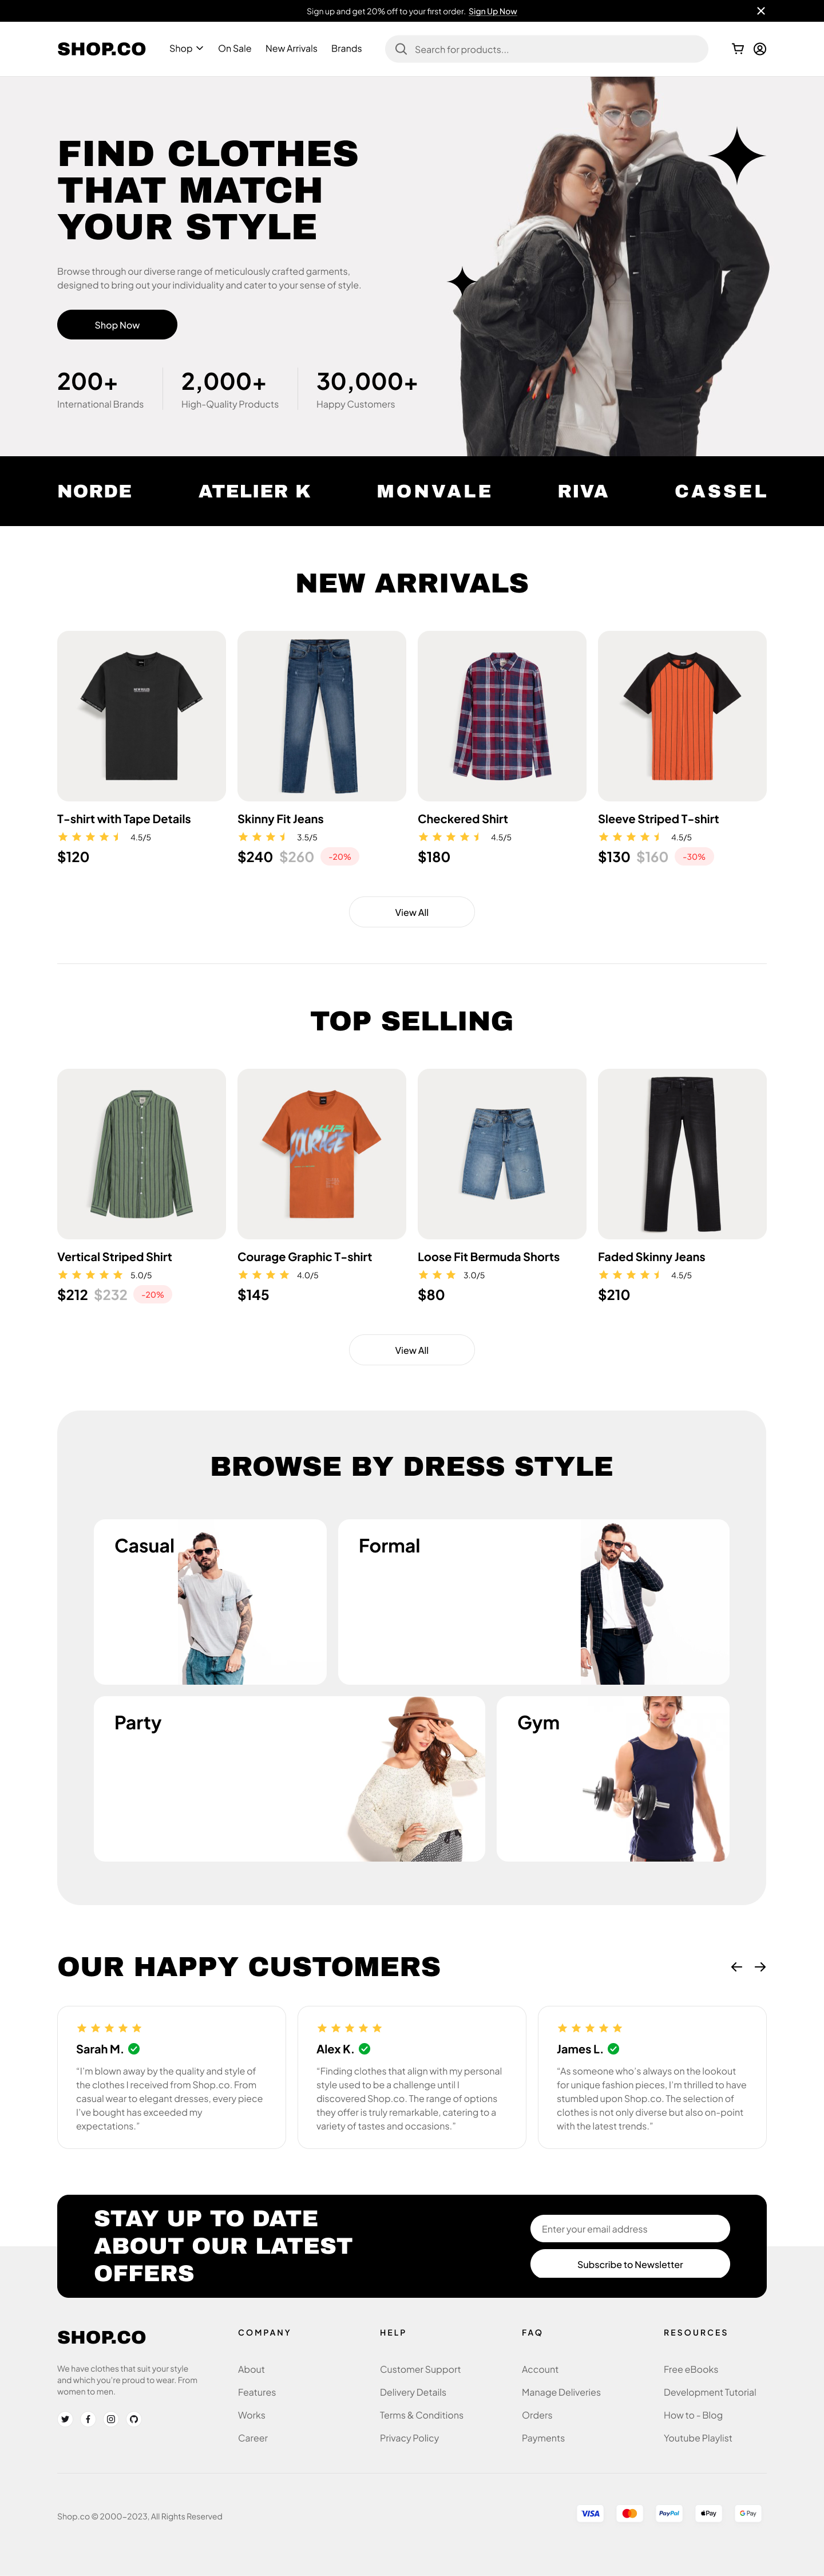 Sign up and get 20% off to your first order. Sign Up Now
SHOP.CO
Shop
On Sale
New Arrivals
Brands
Search for products...
FIND CLOTHES
THAT MATCH
YOUR STYLE
Browse through our diverse range of meticulously crafted garments,
designed to bring out your individuality and cater to your sense of style.
Shop Now
200+
International Brands
2,000+
High-Quality Products
30,000+
Happy Customers
NORDE
ATELIER K
MONVALE
RIVA
CASSEL
NEW ARRIVALS
T-shirt with Tape Details
4.5/5
$120
Skinny Fit Jeans
3.5/5
$240 $260 -20%
Checkered Shirt
4.5/5
$180
Sleeve Striped T-shirt
4.5/5
$130 $160 -30%
View All
TOP SELLING
COURAGE
Vertical Striped Shirt
5.0/5
$212 $232 -20%
Courage Graphic T-shirt
4.0/5
$145
Loose Fit Bermuda Shorts
3.0/5
$80
Faded Skinny Jeans
4.5/5
$210
View All
BROWSE BY DRESS STYLE
Casual
Formal
Party
Gym
OUR HAPPY CUSTOMERS
Sarah M.
"I'm blown away by the quality and style of
the clothes I received from Shop.co. From
casual wear to elegant dresses, every piece
I've bought has exceeded my
expectations."
Alex K.
"Finding clothes that align with my personal
style used to be a challenge until I
discovered Shop.co. The range of options
they offer is truly remarkable, catering to a
variety of tastes and occasions."
James L.
"As someone who's always on the lookout
for unique fashion pieces, I'm thrilled to have
stumbled upon Shop.co. The selection of
clothes is not only diverse but also on-point
with the latest trends."
STAY UP TO DATE
ABOUT OUR LATEST
OFFERS
Enter your email address
Subscribe to Newsletter
SHOP.CO
We have clothes that suit your style
and which you're proud to wear. From
women to men.
COMPANY
About
Features
Works
Career
HELP
Customer Support
Delivery Details
Terms & Conditions
Privacy Policy
FAQ
Account
Manage Deliveries
Orders
Payments
RESOURCES
Free eBooks
Development Tutorial
How to - Blog
Youtube Playlist
Shop.co © 2000-2023, All Rights Reserved
VISA
PayPal
Pay
G Pay